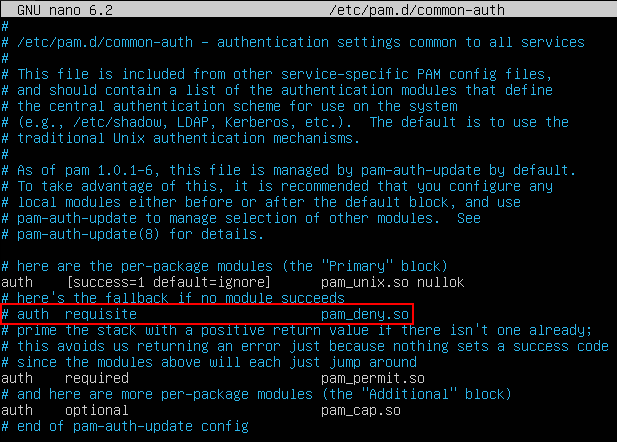 GNU nano 6.2 /etc/pam.d/common-auth
#
# /etc/pam.d/common-auth - authentication settings common to all services
#
# This file is included from other service-specific PAM config files,
# and should contain a list of the authentication modules that define
# the central authentication scheme for use on the system
# (e.g., /etc/shadow, LDAP, Kerberos, etc.).  The default is to use the
# traditional Unix authentication mechanisms.
#
# As of pam 1.0.1-6, this file is managed by pam-auth-update by default.
# To take advantage of this, it is recommended that you configure any
# local modules either before or after the default block, and use
# pam-auth-update to manage selection of other modules.  See
# pam-auth-update(8) for details.

# here are the per-package modules (the "Primary" block)
auth    [success=1 default=ignore]      pam_unix.so nullok
# here's the fallback if no module succeeds
# auth  requisite                       pam_deny.so
# prime the stack with a positive return value if there isn't one already;
# this avoids us returning an error just because nothing sets a success code
# since the modules above will each just jump around
auth    required                        pam_permit.so
# and here are more per-package modules (the "Additional" block)
auth    optional                        pam_cap.so
# end of pam-auth-update config